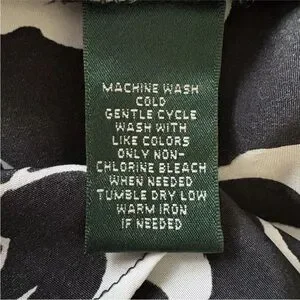 MACHINE WASH
COLD
GENTLE CYCLE
WASH WITH
LIKE COLORS
ONLY NON-
CHLORINE BLEACH
WHEN NEEDED
TUMBLE DRY LOW
WARM IRON
IF NEEDED